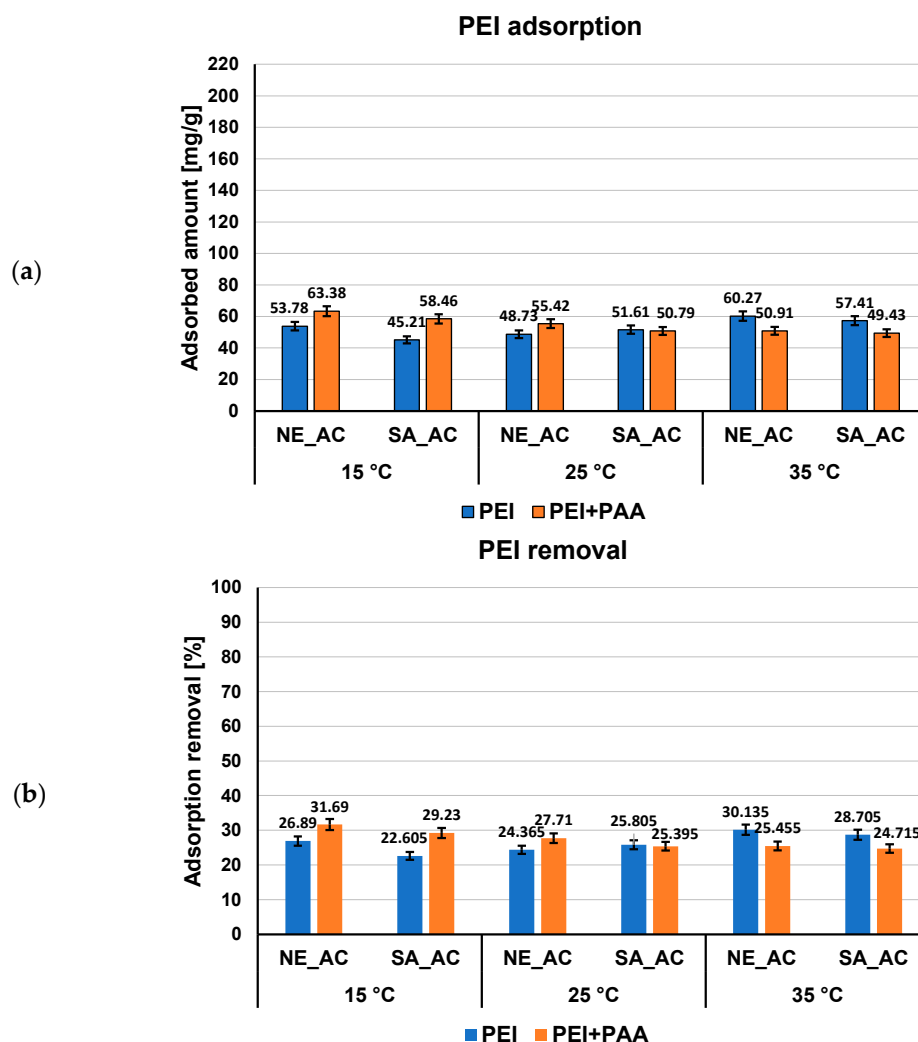 PEI adsorption
(a)
Adsorbed amount [mg/g]
220
200
180
160
140
120
100
80
60
40
20
0
53.78 63.38 45.21 58.46 48.73 55.42 51.61 50.79 60.27 50.91 57.41 49.43
NE_AC SA_AC NE_AC SA_AC NE_AC SA_AC
15 °C 25 °C 35 °C
PEI PEI+PAA
PEI removal
(b)
Adsorption removal [%]
100
90
80
70
60
50
40
30
20
10
0
26.89 31.69 22.605 29.23 24.365 27.71 25.805 25.395 30.135 25.455 28.705 24.715
NE_AC SA_AC NE_AC SA_AC NE_AC SA_AC
15 °C 25 °C 35 °C
PEI PEI+PAA